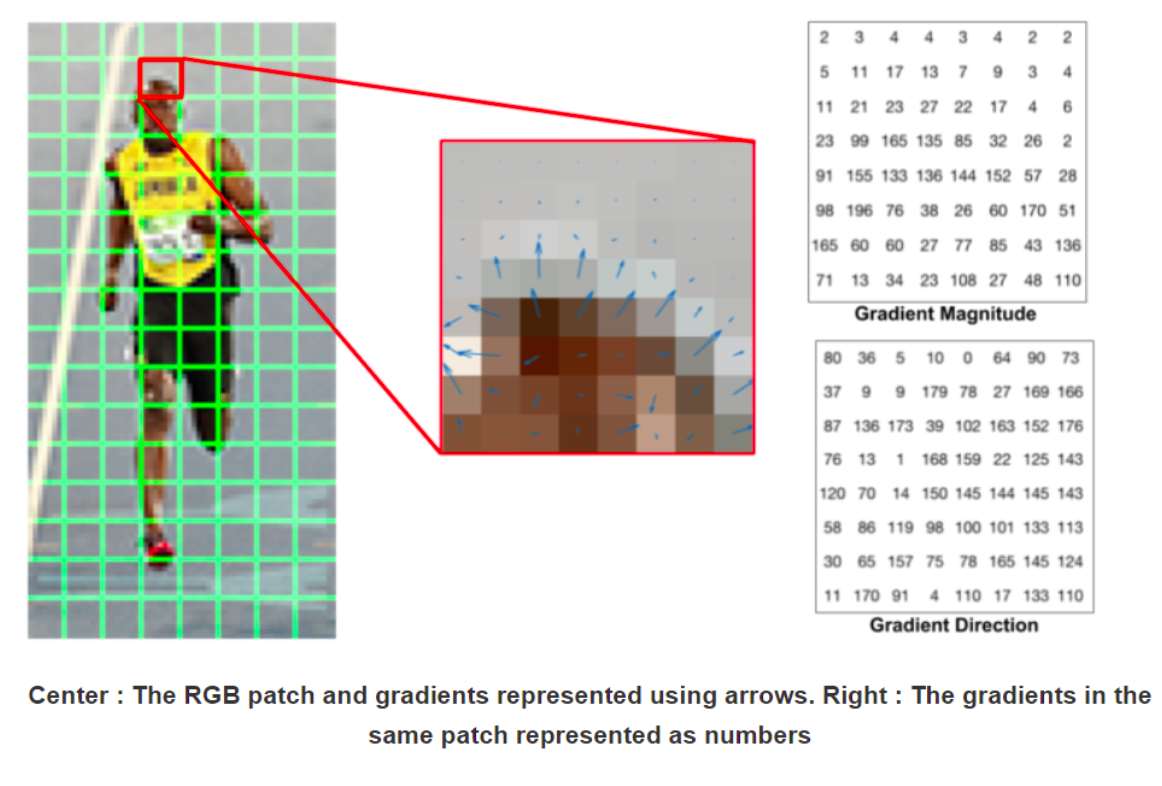 2 3 4 4 3 4 2 2
5 11 17 13 7 9 3 4
11 21 23 27 22 17 4 6
23 99 165 135 85 32 26 2
91 155 133 136 144 152 57 28
98 196 76 38 26 60 170 51
165 60 60 27 77 85 43 136
71 13 34 23 108 27 48 110
Gradient Magnitude
80 36 5 10 0 64 90 73
37 9 9 179 78 27 169 166
87 136 173 39 102 163 152 176
76 13 1 168 159 22 125 143
120 70 14 150 145 144 145 143
58 86 119 98 100 101 133 113
30 65 157 75 78 165 145 124
11 170 91 4 110 17 133 110
Gradient Direction
Center : The RGB patch and gradients represented using arrows. Right : The gradients in the
same patch represented as numbers